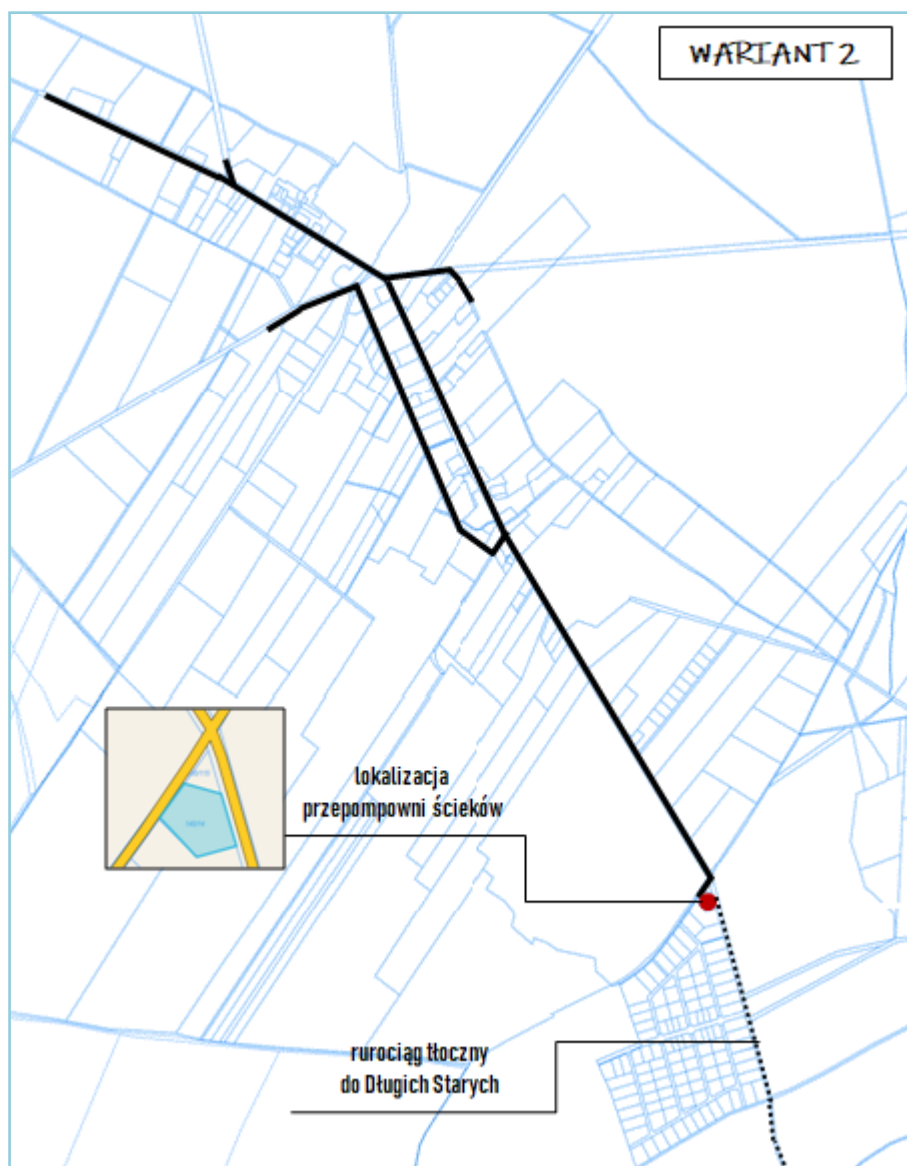 WARIANT 2
lokalizacja
przepompowni ścieków
rurociąg tłoczny
do Długich Starych